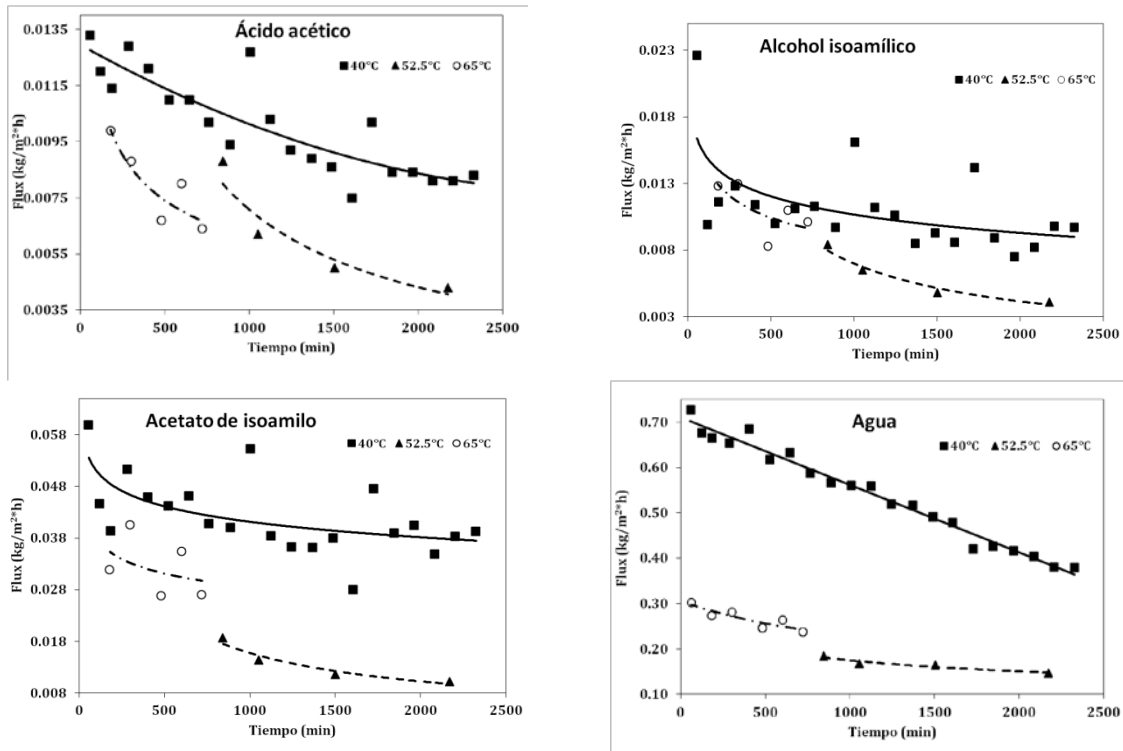 Ácido acético
■ 40°C ▲ 52.5°C ○ 65°C
Flux (kg/m²*h)
0.0135
0.0115
0.0095
0.0075
0.0055
0.0035
0 500 1000 1500 2000 2500
Tiempo (min)
Alcohol isoamílico
■ 40°C ▲ 52.5°C ○ 65°C
Flux (kg/m²*h)
0.023
0.018
0.013
0.008
0.003
0 500 1000 1500 2000 2500
Tiempo (min)
Acetato de isoamilo
■ 40°C ▲ 52.5°C ○ 65°C
Flux (kg/m²*h)
0.058
0.048
0.038
0.028
0.018
0.008
0 500 1000 1500 2000 2500
Tiempo (min)
Agua
■ 40°C ▲ 52.5°C ○ 65°C
Flux (kg/m²*h)
0.70
0.60
0.50
0.40
0.30
0.20
0.10
0 500 1000 1500 2000 2500
Tiempo (min)